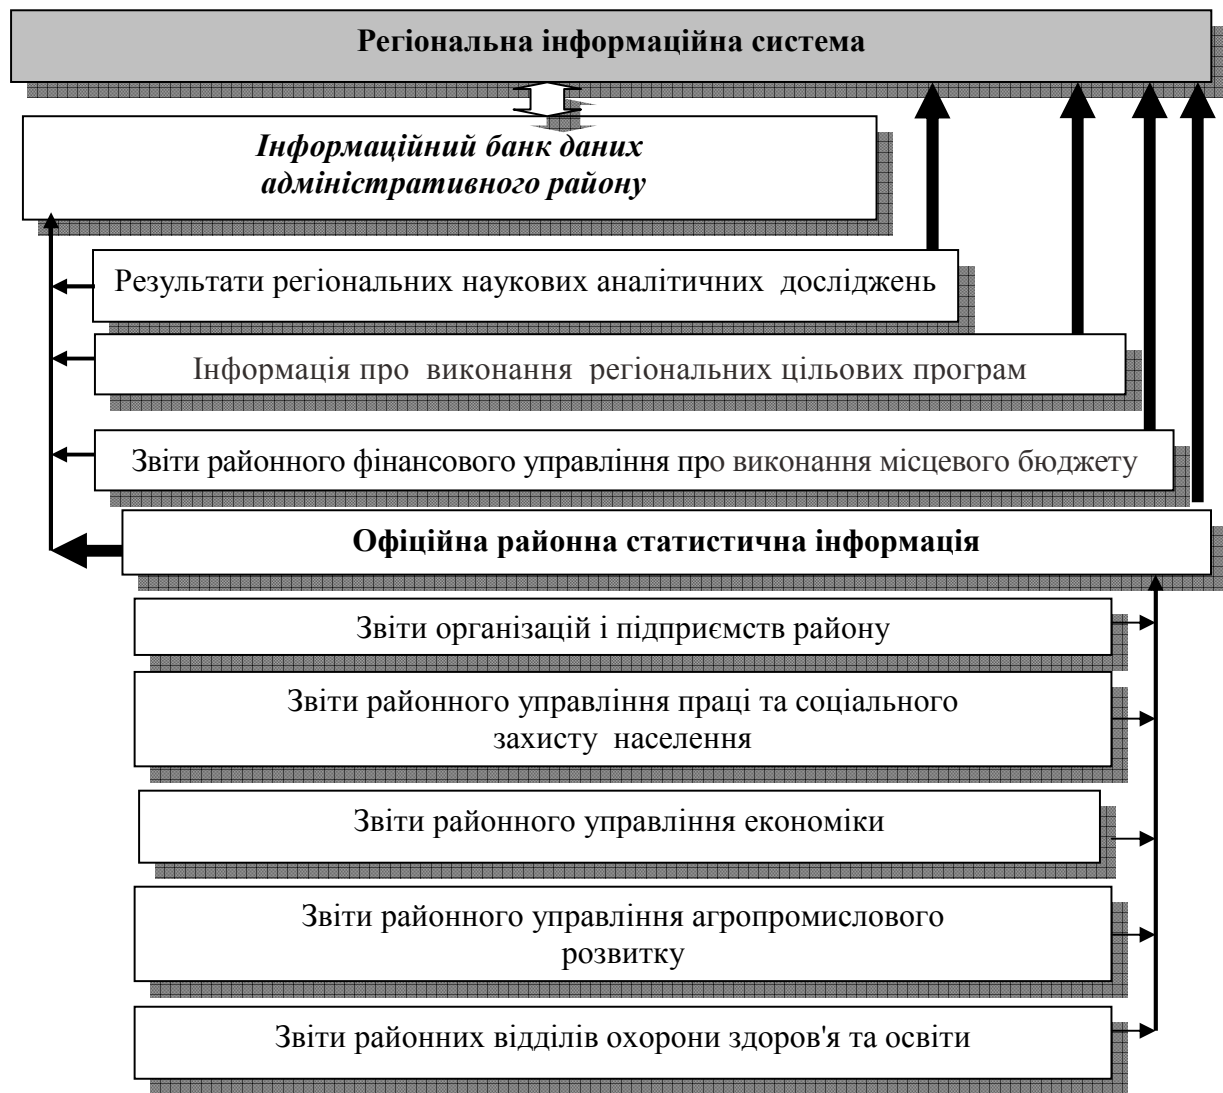 Регіональна інформаційна система
Інформаційний банк даних
адміністративного району
Результати регіональних наукових аналітичних досліджень
Інформація про виконання регіональних цільових програм
Звіти районного фінансового управління про виконання місцевого бюджету
Офіційна районна статистична інформація
Звіти організацій і підприємств району
Звіти районного управління праці та соціального
захисту населення
Звіти районного управління економіки
Звіти районного управління агропромислового
розвитку
Звіти районних відділів охорони здоров'я та освіти